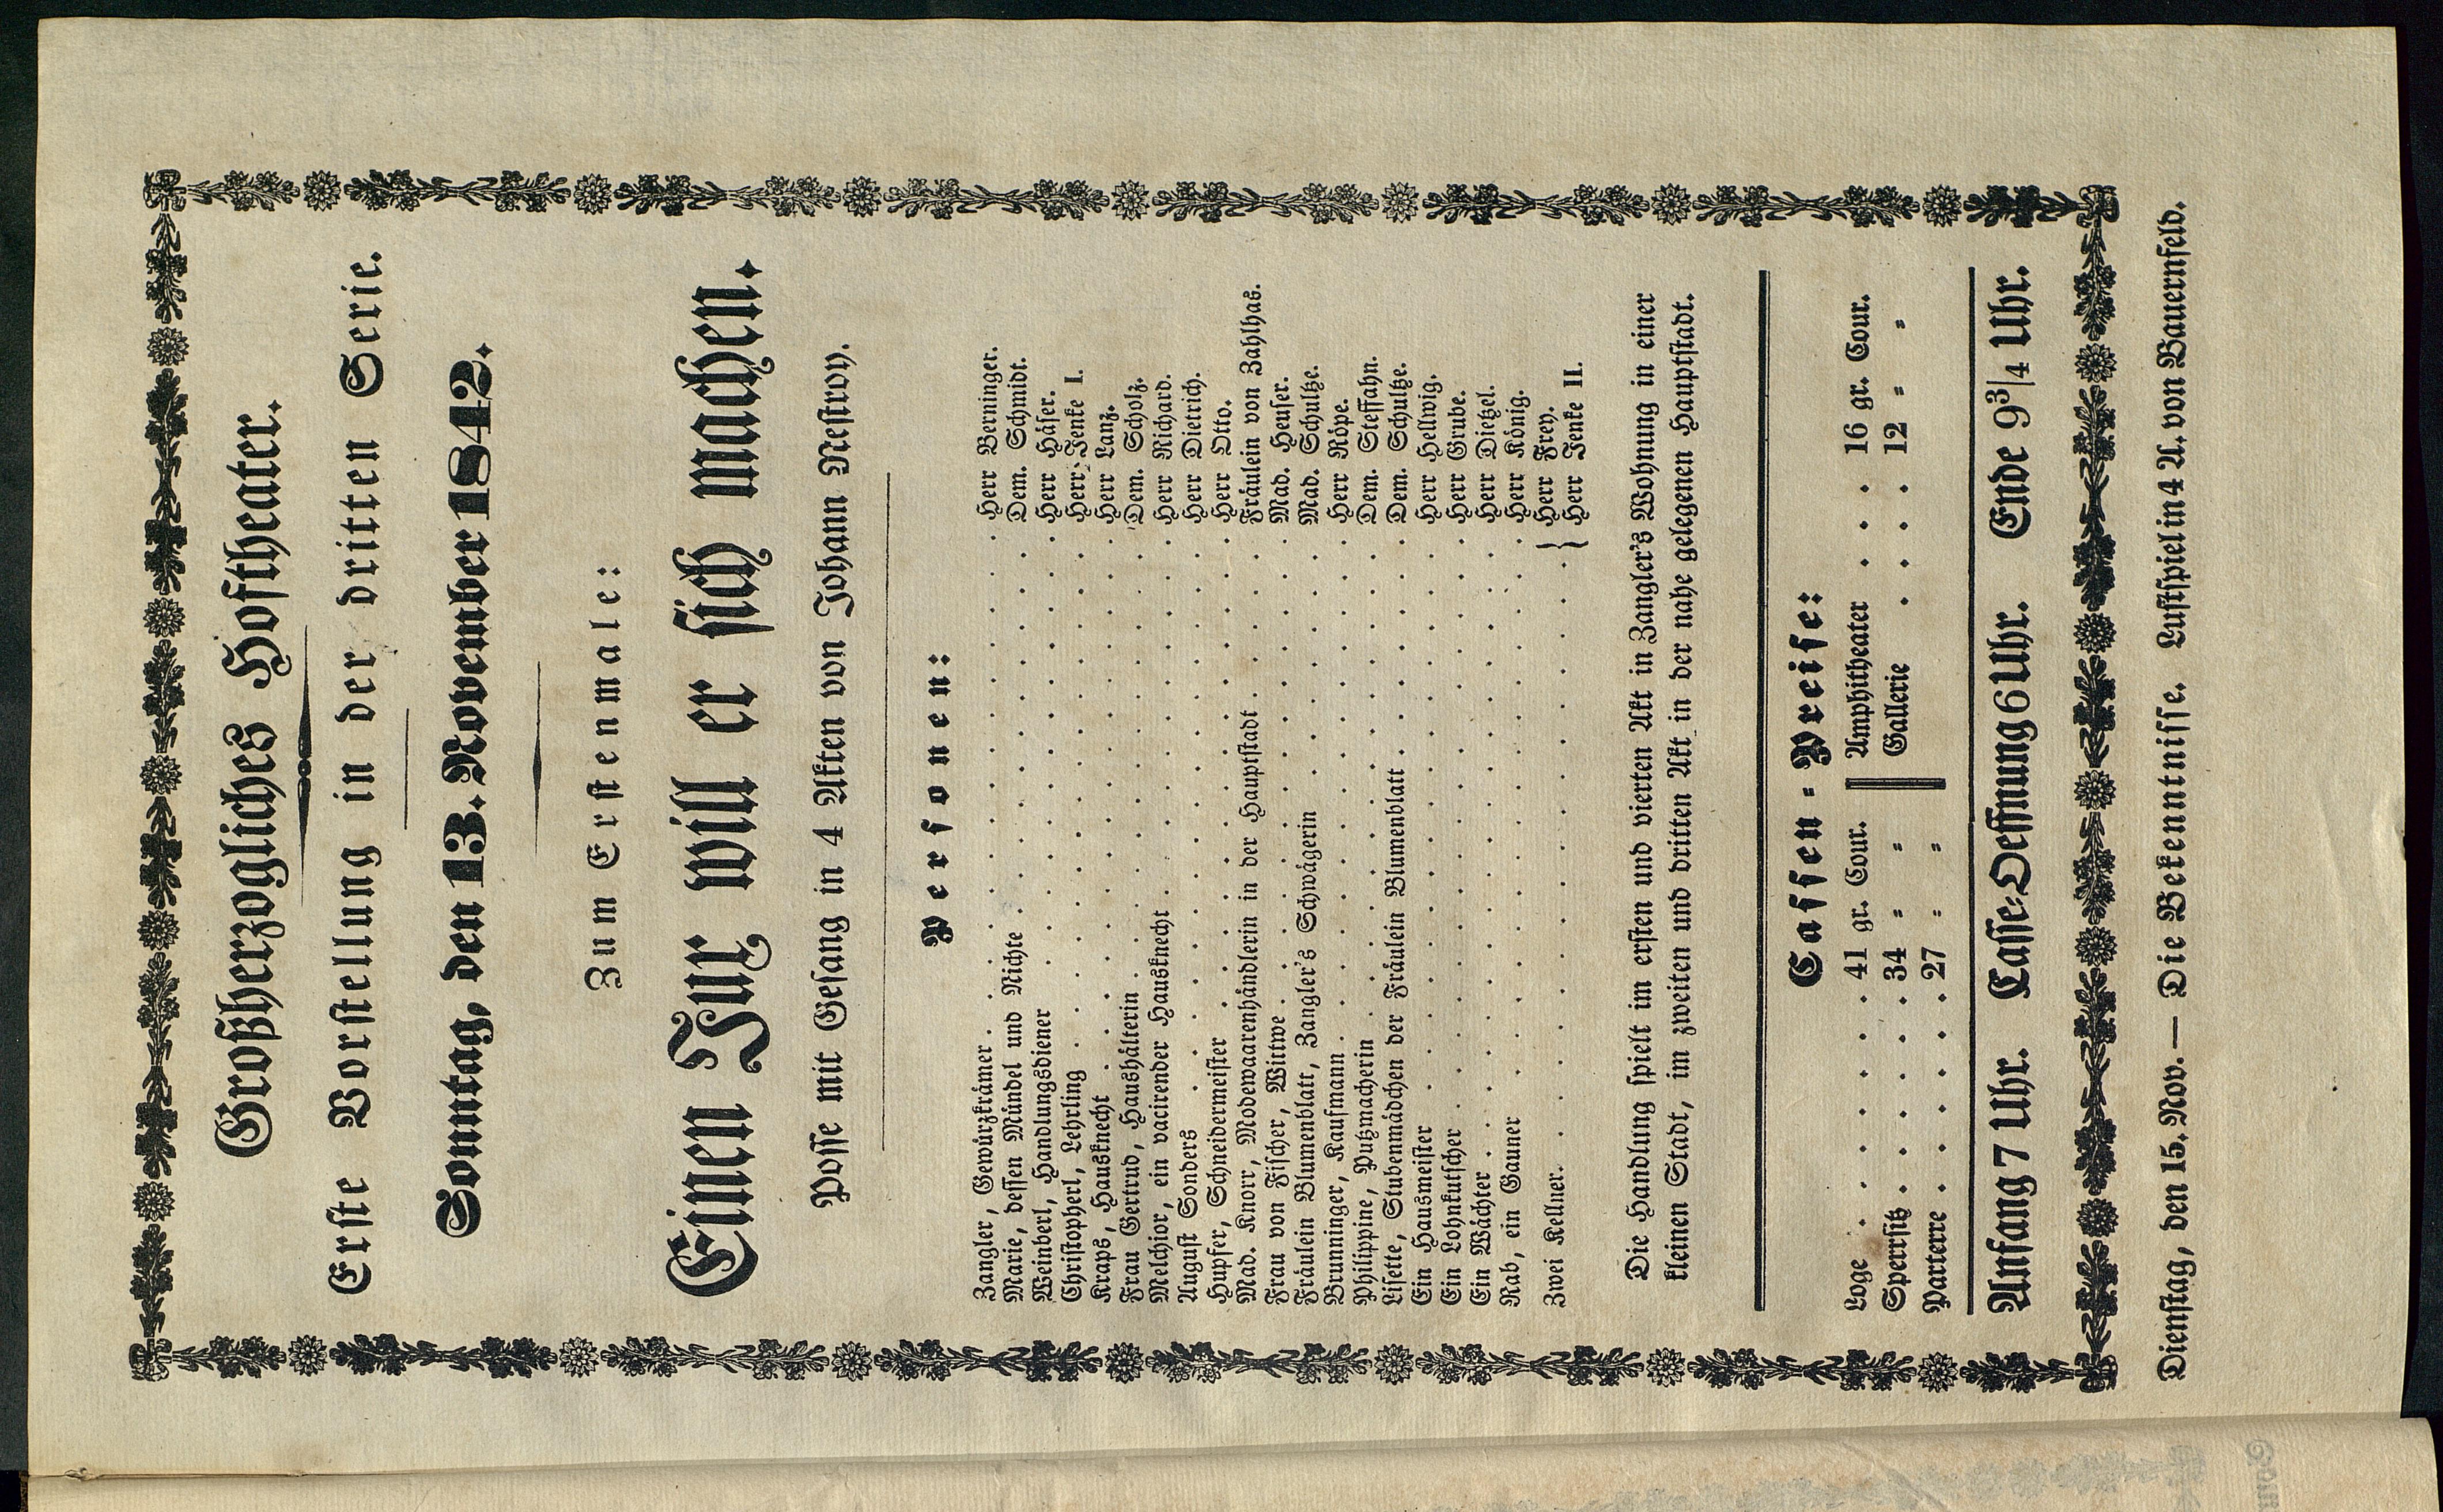 Großherzogliches Hoftheater.
Erste Vorstellung in der dritten Serie.
Sonntag, den 13. November 1842.
Zum Erstenmale:
Einen Jux will er sich machen.
Posse mit Gesang in 4 Akten von Johann Nestroy.
Personen:
Zangler, Gewürzkrämer . . . . Herr Berninger.
Marie, dessen Mündel und Nichte . . . . Dem. Schmidt.
Weinberl, Handlungsdiener . . . . Herr Häser.
Christopherl, Lehrling . . . . Herr Jenke I.
Kraps, Hausknecht . . . . Herr Lanz.
Frau Gertrud, Haushälterin . . . . Dem. Scholz.
Melchior, ein vacirender Hausknecht . . . . Herr Richard.
August Sonders . . . . Herr Dietrich.
Hupfer, Schneidermeister . . . . Herr Otto.
Mad. Knorr, Modewaarenhändlerin in der Hauptstadt . . . . Fräulein von Zahlhas.
Frau von Fischer, Wittwe . . . . Mad. Heuser.
Fräulein Blumenblatt, Zangler's Schwägerin . . . . Mad. Schultze.
Brunninger, Kaufmann . . . . Herr Röpe.
Philippine, Putzmacherin . . . . Dem. Steffahn.
Lisette, Stubenmädchen der Fräulein Blumenblatt . . . . Dem. Schultze.
Ein Hausmeister . . . . Herr Hellwig.
Ein Lohnkutscher . . . . Herr Grube.
Ein Wächter . . . . Herr Dietzel.
Rab, ein Gauner . . . . Herr König.
Zwei Kellner. . . . . { Herr Frey.
Herr Jenke II.
Die Handlung spielt im ersten und vierten Akt in Zangler's Wohnung in einer
kleinen Stadt, im zweiten und dritten Akt in der nahe gelegenen Hauptstadt.
Cassen-Preise:
Loge . . . . 41 gr. Cour. Amphitheater . . . 16 gr. Cour.
Sperrsitz . . . . 34 = = Gallerie . . . . 12 = =
Parterre . . . . 27 = =
Anfang 7 Uhr. Casse-Oeffnung 6 Uhr. Ende 9 3/4 Uhr.
Dienstag, den 15. Nov. — Die Bekenntnisse. Lustspiel in 4 A. von Bauernfeld.